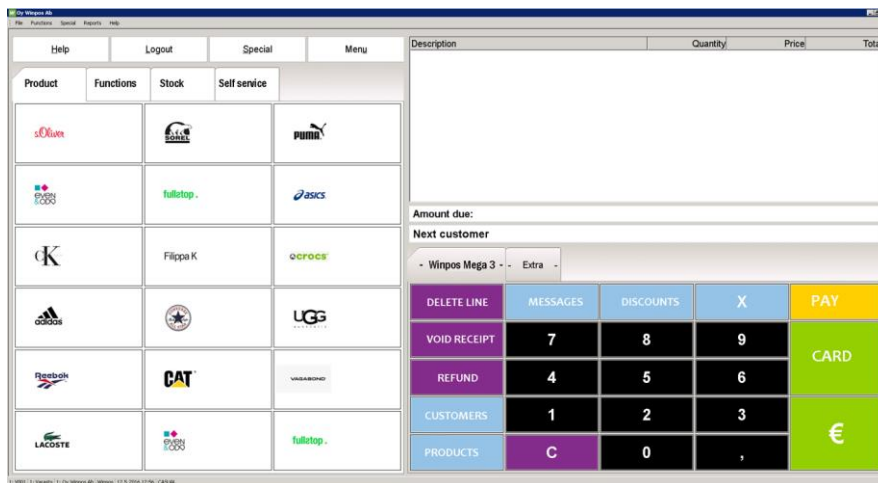 Oy Winpos Ab
File Functions Special Reports Help
Help Logout Special Menu
Product Functions Stock Self service
s.Oliver SOREL PUMA
even&odd fullstop. asics
cK Filippa K crocs
adidas UGG
Reebok CAT VAGABOND
LACOSTE even&odd fullstop.
Description Quantity Price Tota
Amount due:
Next customer
- Winpos Mega 3 - - Extra -
DELETE LINE MESSAGES DISCOUNTS X PAY
VOID RECEIPT 7 8 9 CARD
REFUND 4 5 6
CUSTOMERS 1 2 3 €
PRODUCTS C 0 ,